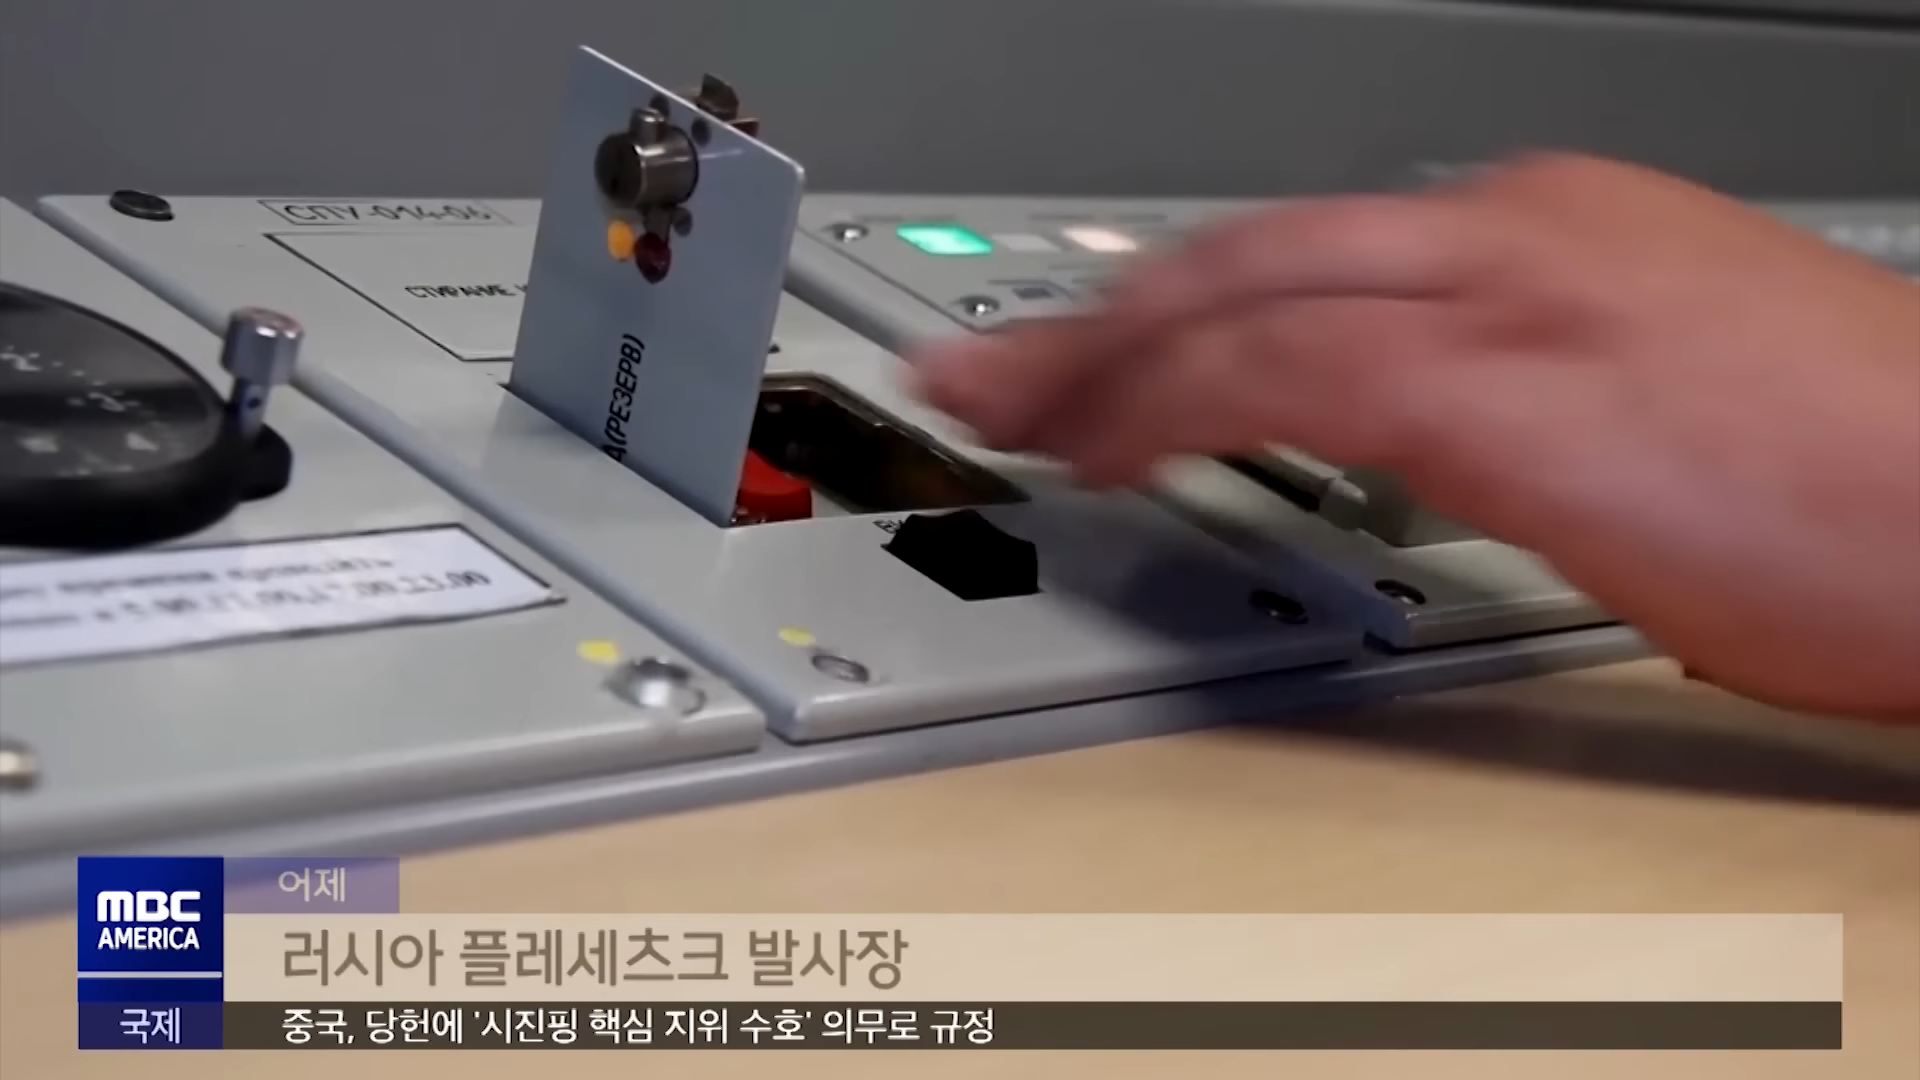 СПУ-014-06
СТИРАНИЕ
А(РЕЗЕРВ)
MBC
AMERICA
어제
러시아 플레세츠크 발사장
국제
중국, 당헌에 '시진핑 핵심 지위 수호' 의무로 규정